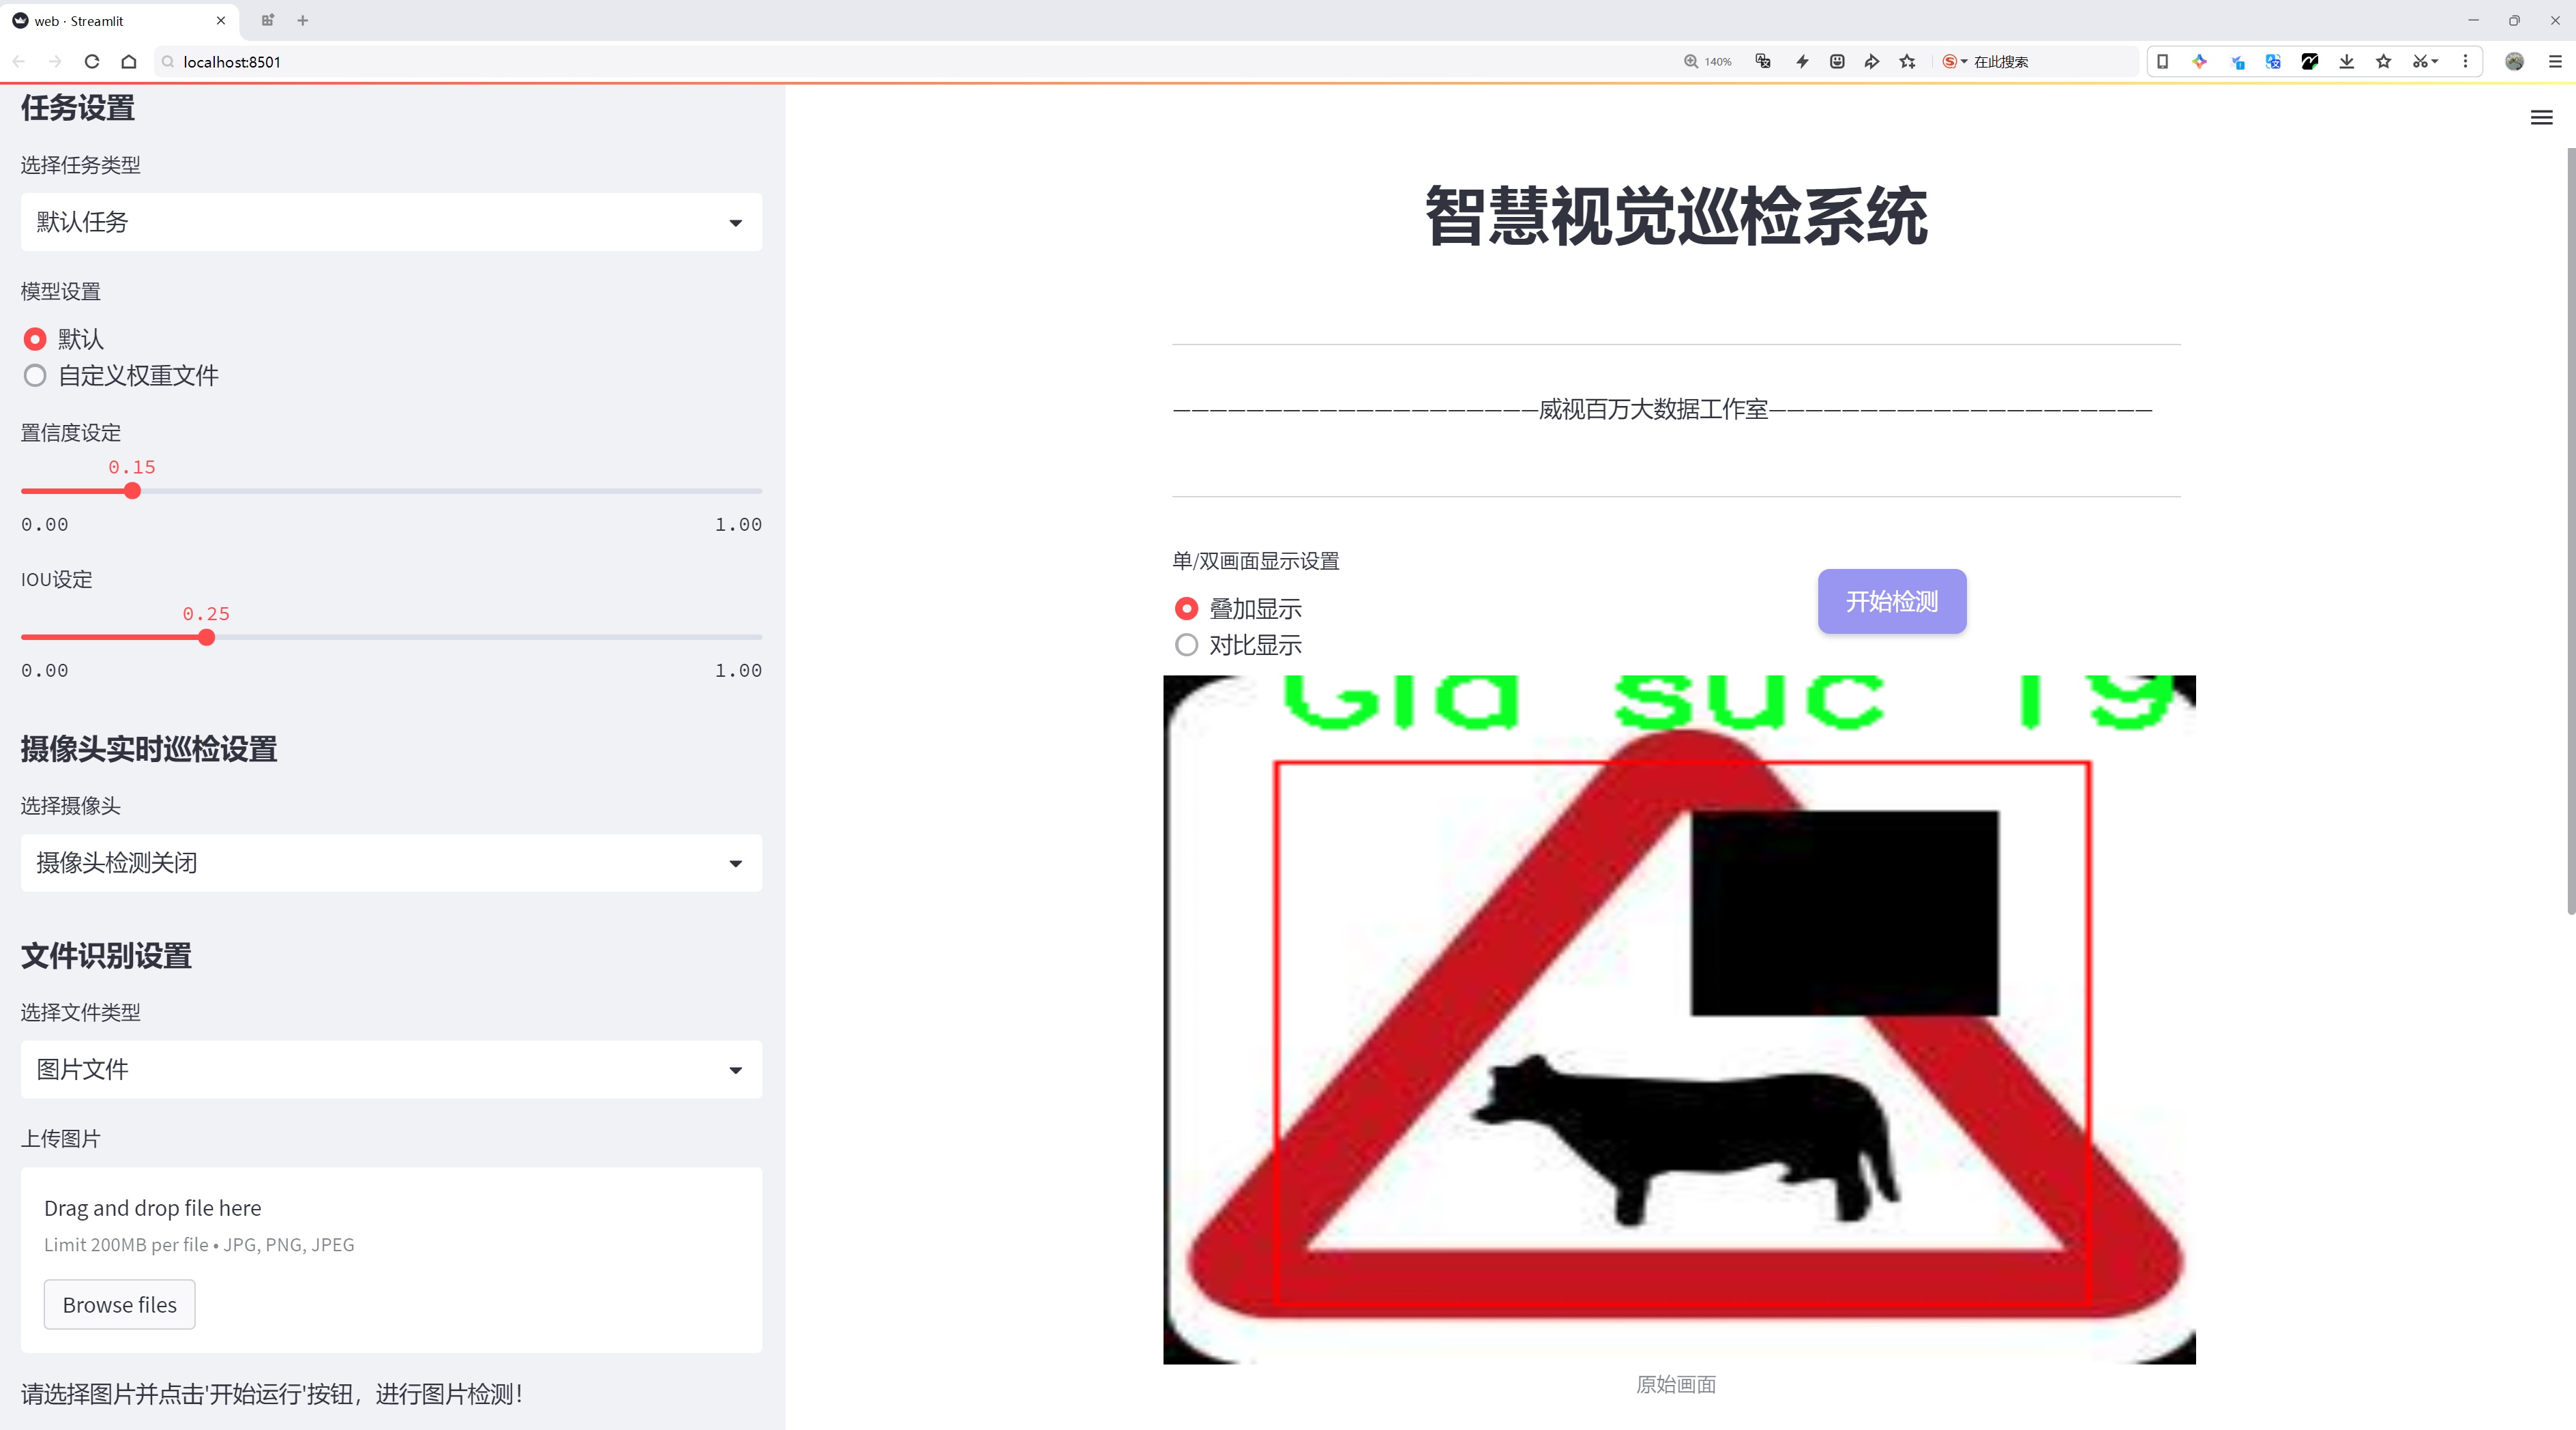 web · Streamlit
localhost:8501
140%
在此搜索
任务设置
选择任务类型
默认任务
模型设置
默认
自定义权重文件
置信度设定
0.15
0.00 1.00
IOU设定
0.25
0.00 1.00
摄像头实时巡检设置
选择摄像头
摄像头检测关闭
文件识别设置
选择文件类型
图片文件
上传图片
Drag and drop file here
Limit 200MB per file • JPG, PNG, JPEG
Browse files
请选择图片并点击'开始运行'按钮，进行图片检测！
智慧视觉巡检系统
————————————————————威视百万大数据工作室—————————————————————
单/双画面显示设置
叠加显示
对比显示
开始检测
Gia suc
原始画面